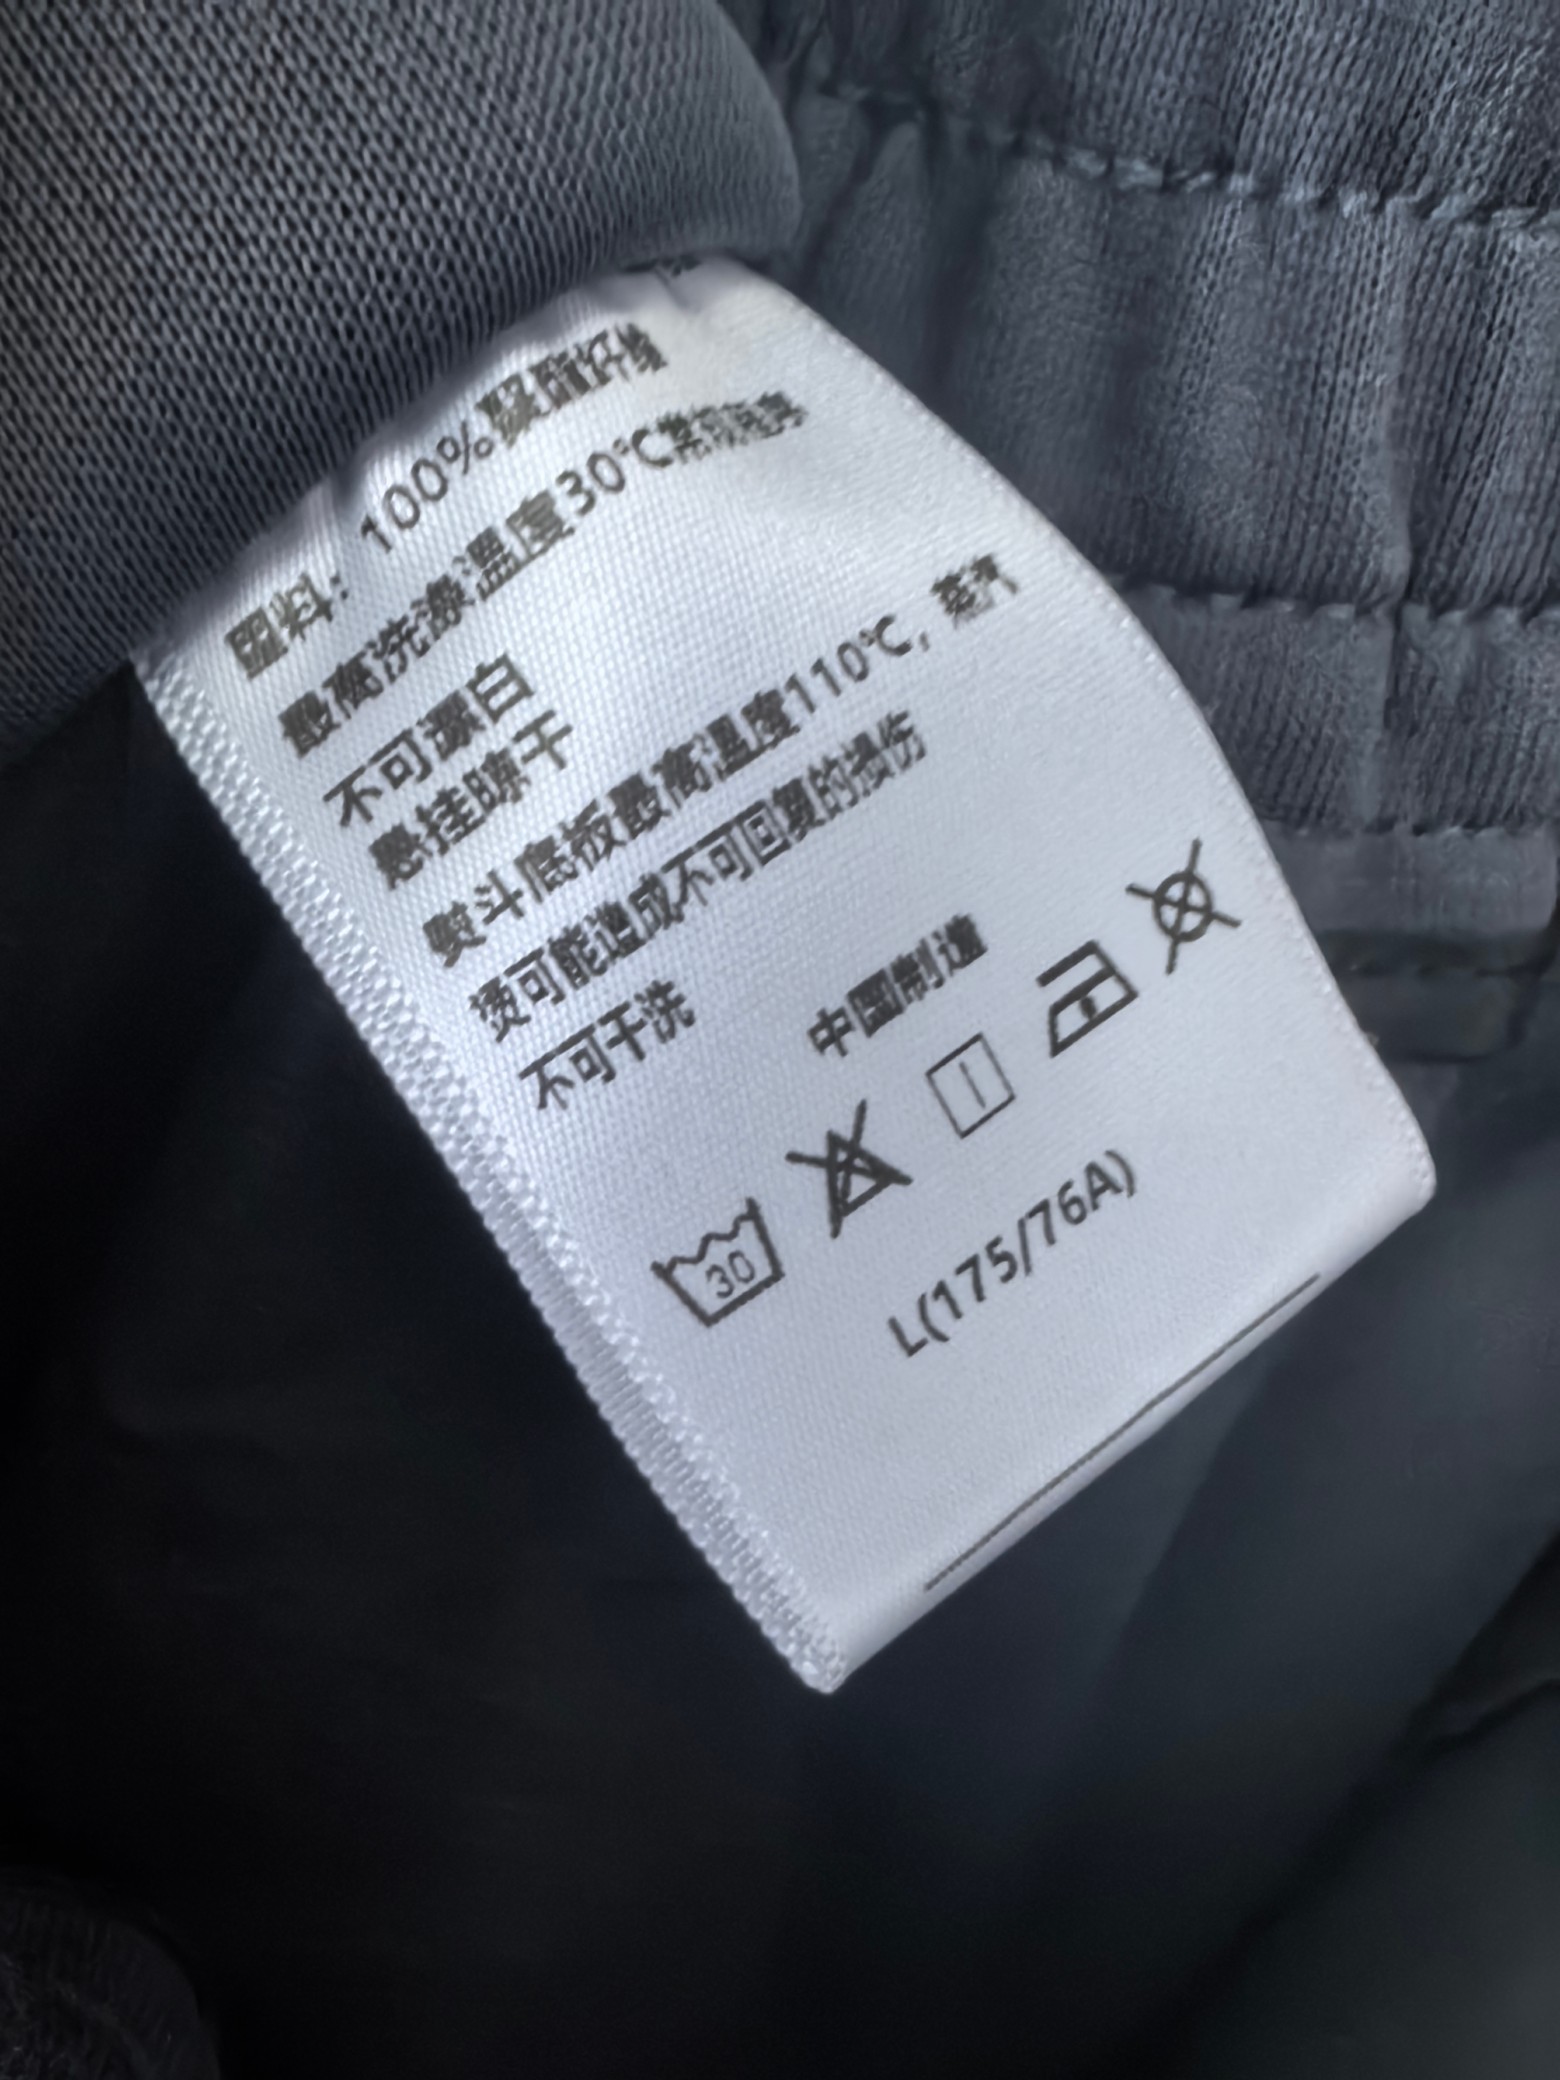 面料：100%聚酯纤维
最高洗涤温度30℃常规程序
不可漂白
悬挂晾干
熨斗底板最高温度110℃，蒸汽
烫可能造成不可回复的损伤
不可干洗
中国制造
30
L(175/76A)